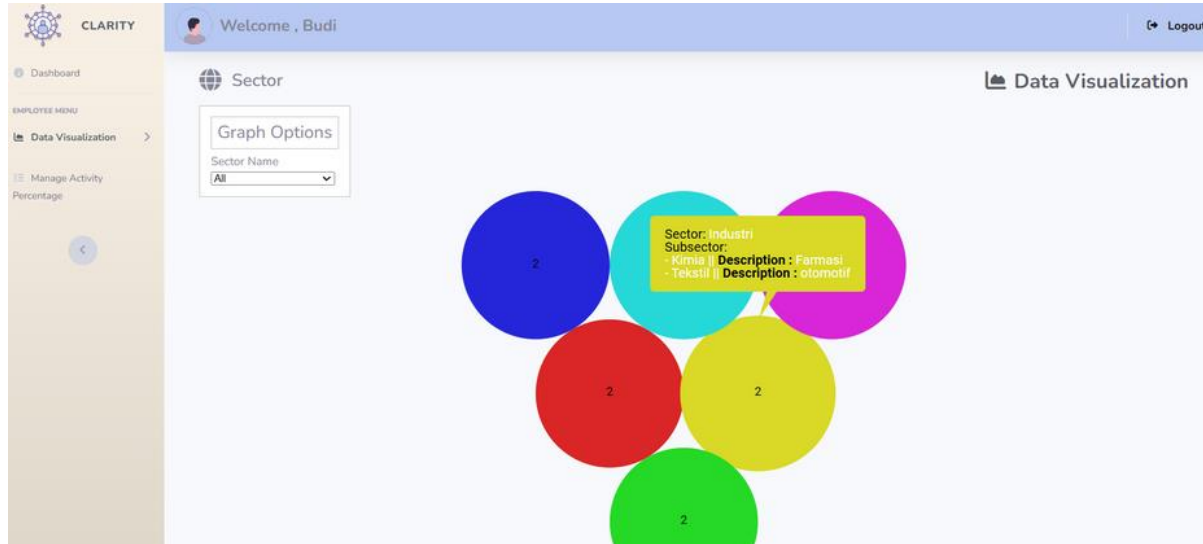 CLARITY
Welcome , Budi
Logout
Dashboard
EMPLOYEE MENU
Data Visualization
Manage Activity
Percentage
Sector
Data Visualization
Graph Options
Sector Name
All
2
Sector: Industri
Subsector:
- Kimia || Description : Farmasi
- Tekstil || Description : otomotif
2
2
2